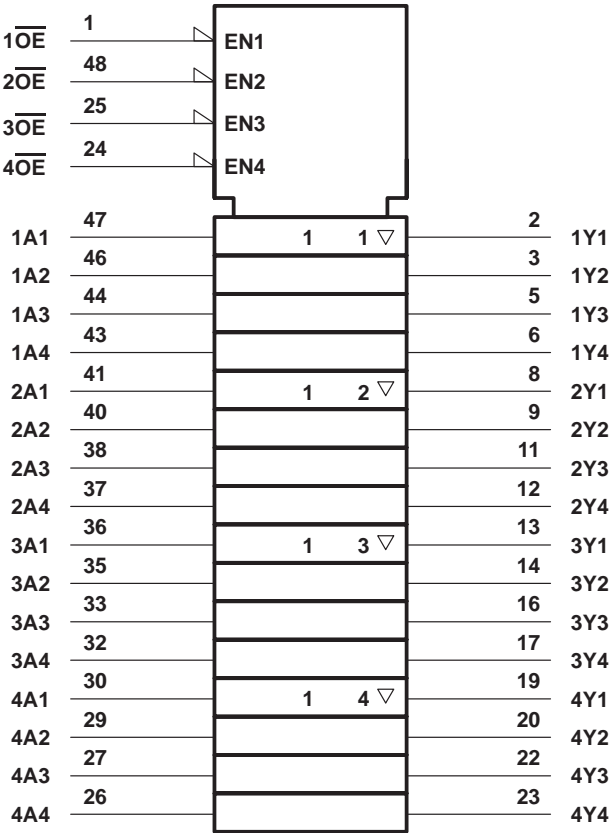 1O̅E̅ 1 EN1
2O̅E̅ 48 EN2
3O̅E̅ 25 EN3
4O̅E̅ 24 EN4
1A1 47 1 1 ▽ 2 1Y1
1A2 46 3 1Y2
1A3 44 5 1Y3
1A4 43 6 1Y4
2A1 41 1 2 ▽ 8 2Y1
2A2 40 9 2Y2
2A3 38 11 2Y3
2A4 37 12 2Y4
3A1 36 1 3 ▽ 13 3Y1
3A2 35 14 3Y2
3A3 33 16 3Y3
3A4 32 17 3Y4
4A1 30 1 4 ▽ 19 4Y1
4A2 29 20 4Y2
4A3 27 22 4Y3
4A4 26 23 4Y4